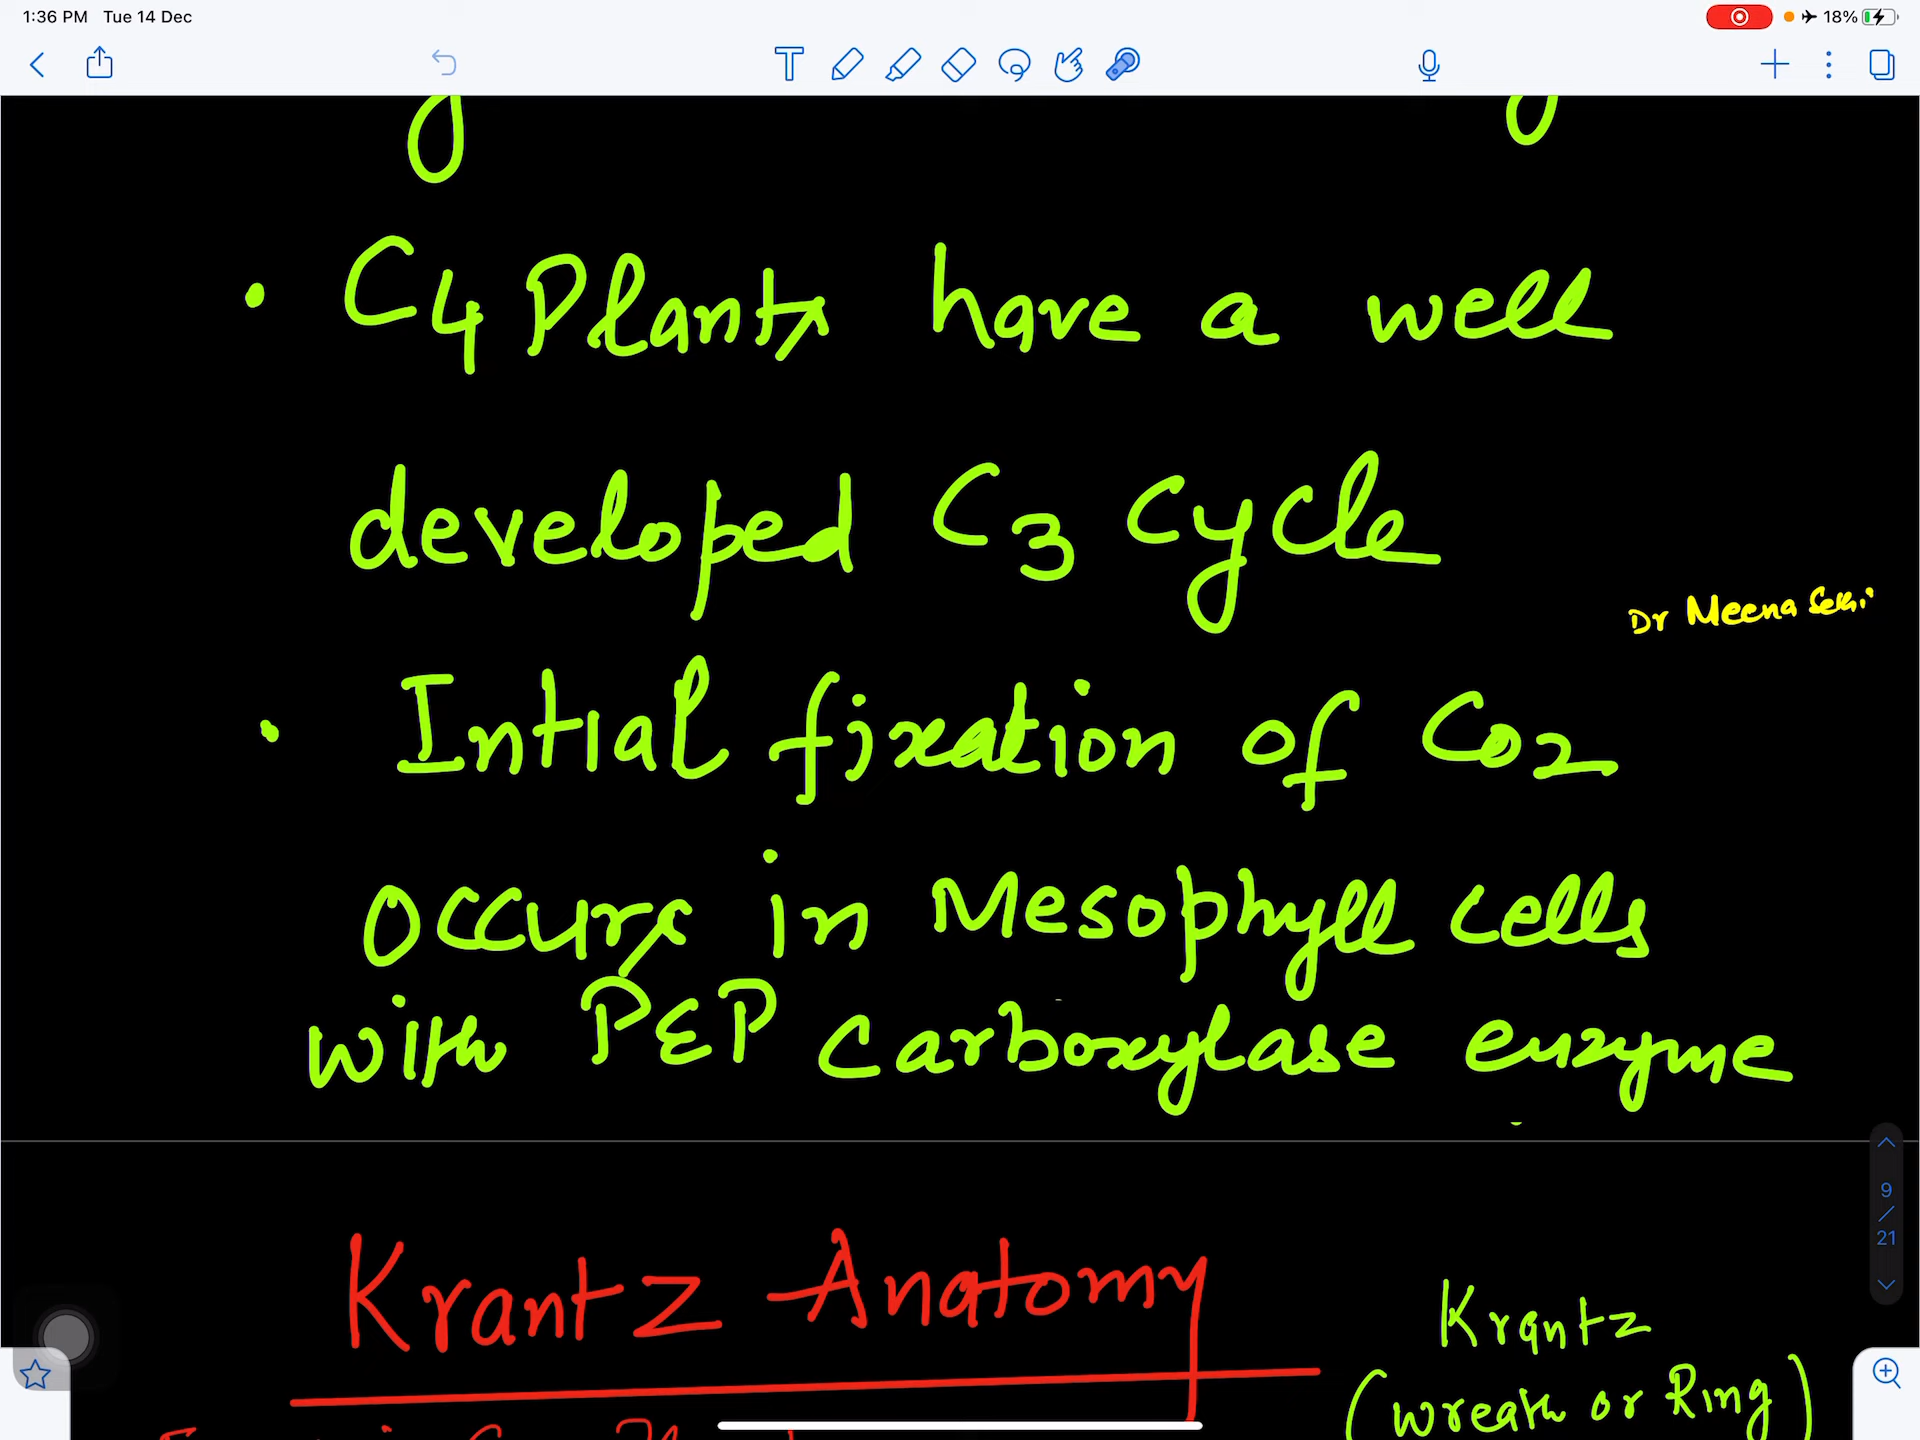 1:36 PM Tue 14 Dec
18%
• C4 Plants have a well
developed C3 cycle
Dr Meena Sethi
• Intial fixation of Co2
occurs in Mesophyll cells
with PEP carboxylase enzyme
9
/
21
Krantz Anatomy
Krantz
(wreath or Ring)